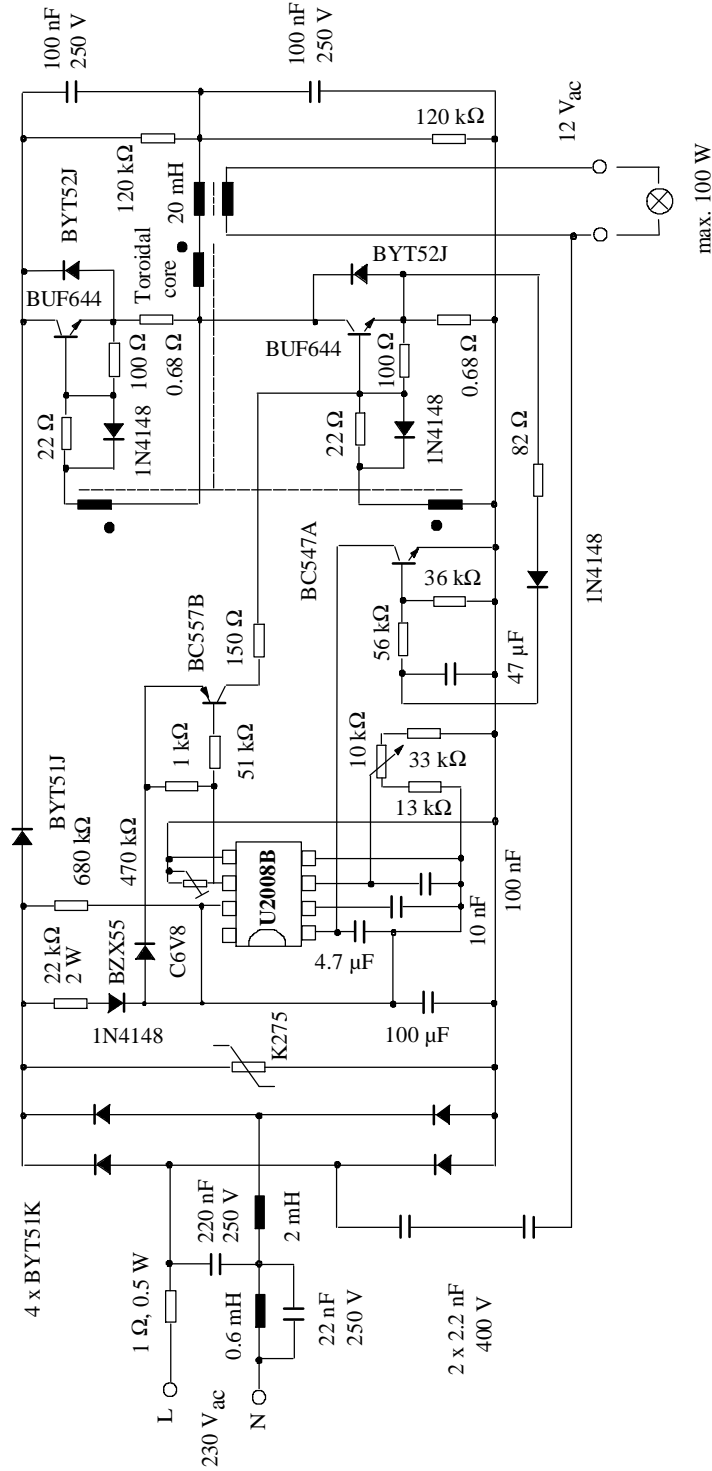 L
230 Vac
N
1 Ω, 0.5 W
0.6 mH
220 nF
250 V
22 nF
250 V
2 mH
4 x BYT51K
2 x 2.2 nF
400 V
K275
22 kΩ
2 W
BZX55
C6V8
1N4148
100 µF
680 kΩ
BYT51J
470 kΩ
U2008B
4.7 µF
10 nF
100 nF
1 kΩ
51 kΩ
BC557B
150 Ω
10 kΩ
33 kΩ
13 kΩ
BC547A
56 kΩ
36 kΩ
47 µF
1N4148
82 Ω
22 Ω
1N4148
100 Ω
0.68 Ω
BUF644
BYT52J
Toroidal
core
22 Ω
1N4148
100 Ω
0.68 Ω
BUF644
BYT52J
120 kΩ
20 mH
120 kΩ
100 nF
250 V
100 nF
250 V
12 Vac
max. 100 W